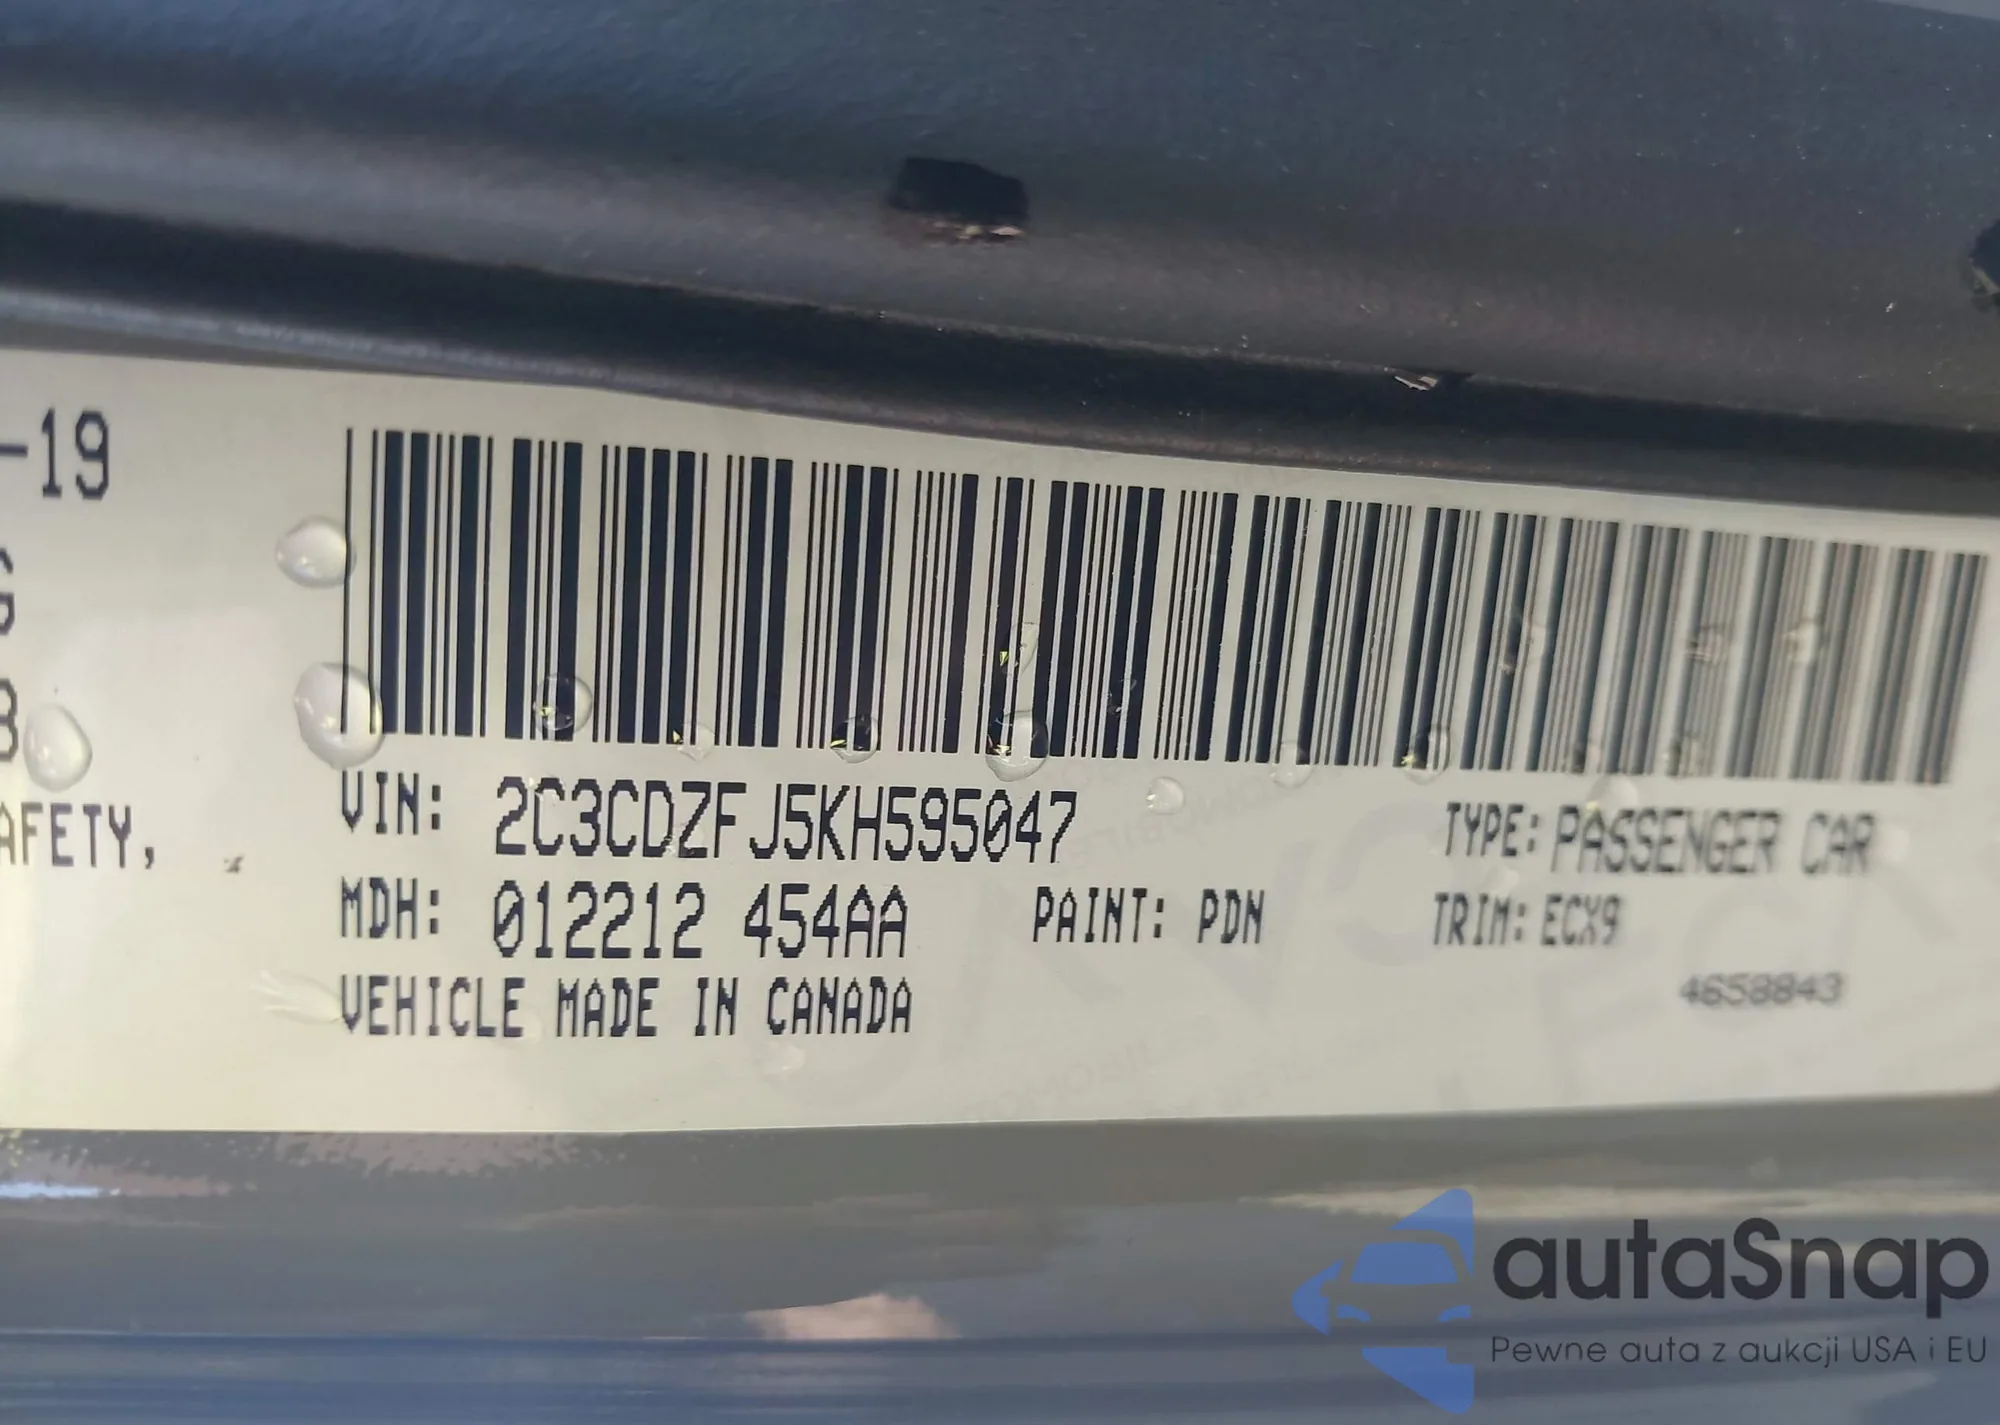 -19
AFETY,
VIN: 2C3CDZFJ5KH595047
TYPE: PASSENGER CAR
MDH: 012212 454AA
PAINT: PDN
TRIM: ECX9
VEHICLE MADE IN CANADA
4658843
autaSnap
Pewne auta z aukcji USA i EU